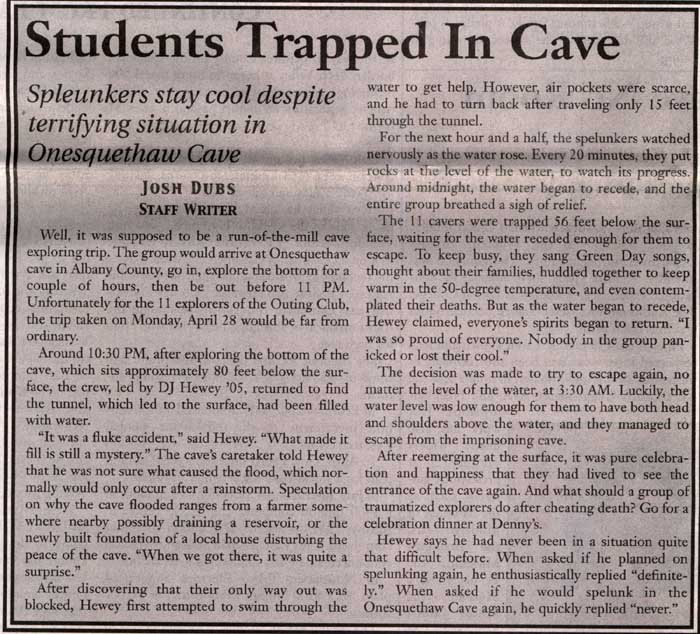 Students Trapped In Cave
Spleunkers stay cool despite
terrifying situation in
Onesquethaw Cave
JOSH DUBS
STAFF WRITER
Well, it was supposed to be a run-of-the-mill cave
exploring trip. The group would arrive at Onesquethaw
cave in Albany County, go in, explore the bottom for a
couple of hours, then be out before 11 PM.
Unfortunately for the 11 explorers of the Outing Club,
the trip taken on Monday, April 28 would be far from
ordinary.
Around 10:30 PM, after exploring the bottom of the
cave, which sits approximately 80 feet below the sur-
face, the crew, led by DJ Hewey '05, returned to find
the tunnel, which led to the surface, had been filled
with water.
"It was a fluke accident," said Hewey. "What made it
fill is still a mystery." The cave's caretaker told Hewey
that he was not sure what caused the flood, which nor-
mally would only occur after a rainstorm. Speculation
on why the cave flooded ranges from a farmer some-
where nearby possibly draining a reservoir, or the
newly built foundation of a local house disturbing the
peace of the cave. "When we got there, it was quite a
surprise."
After discovering that their only way out was
blocked, Hewey first attempted to swim through the
water to get help. However, air pockets were scarce,
and he had to turn back after traveling only 15 feet
through the tunnel.
For the next hour and a half, the spelunkers watched
nervously as the water rose. Every 20 minutes, they put
rocks at the level of the water, to watch its progress.
Around midnight, the water began to recede, and the
entire group breathed a sigh of relief.
The 11 cavers were trapped 56 feet below the sur-
face, waiting for the water receded enough for them to
escape. To keep busy, they sang Green Day songs,
thought about their families, huddled together to keep
warm in the 50-degree temperature, and even contem-
plated their deaths. But as the water began to recede,
Hewey claimed, everyone's spirits began to return. "I
was so proud of everyone. Nobody in the group pan-
icked or lost their cool."
The decision was made to try to escape again, no
matter the level of the water, at 3:30 AM. Luckily, the
water level was low enough for them to have both head
and shoulders above the water, and they managed to
escape from the imprisoning cave.
After reemerging at the surface, it was pure celebra-
tion and happiness that they had lived to see the
entrance of the cave again. And what should a group of
traumatized explorers do after cheating death? Go for a
celebration dinner at Denny's.
Hewey says he had never been in a situation quite
that difficult before. When asked if he planned on
spelunking again, he enthusiastically replied "definite-
ly." When asked if he would spelunk in the
Onesquethaw Cave again, he quickly replied "never."